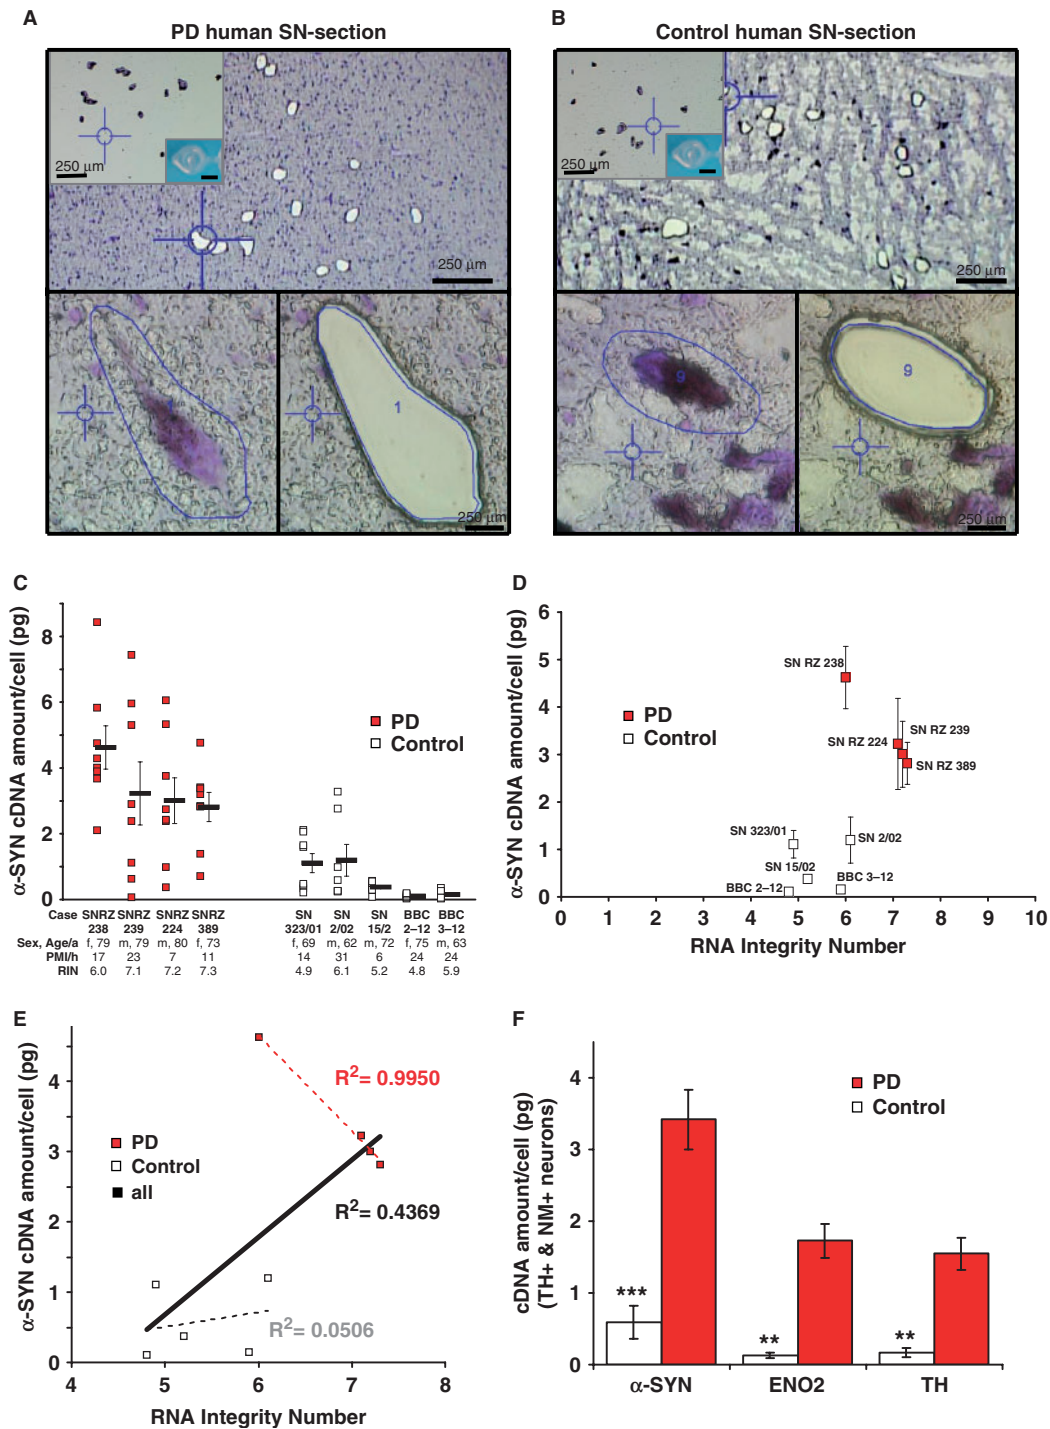 A
PD human SN-section
250 µm
250 µm
1
1
250 µm
B
Control human SN-section
250 µm
250 µm
9
9
250 µm
C
α-SYN cDNA amount/cell (pg)
8
6
4
2
0
PD
Control
Case SNRZ SNRZ SNRZ SNRZ SN SN SN BBC BBC
238 239 224 389 323/01 2/02 15/2 2–12 3–12
Sex, Age/a f, 79 m, 79 m, 80 f, 73 f, 69 m, 62 m, 72 f, 75 m, 63
PMI/h 17 23 7 11 14 31 6 24 24
RIN 6.0 7.1 7.2 7.3 4.9 6.1 5.2 4.8 5.9
D
α-SYN cDNA amount/cell (pg)
6
5
4
3
2
1
0
SN RZ 238
PD
Control
SN RZ 239
SN RZ 224
SN RZ 389
SN 323/01
SN 2/02
SN 15/02
BBC 3–12
BBC 2–12
0 1 2 3 4 5 6 7 8 9 10
RNA Integrity Number
E
α-SYN cDNA amount/cell (pg)
4
3
2
1
0
R²= 0.9950
PD
Control
all
R²= 0.4369
R²= 0.0506
4 5 6 7 8
RNA Integrity Number
F
cDNA amount/cell (pg)
(TH+ & NM+ neurons)
4
3
2
1
0
PD
Control
***
**
**
α-SYN ENO2 TH